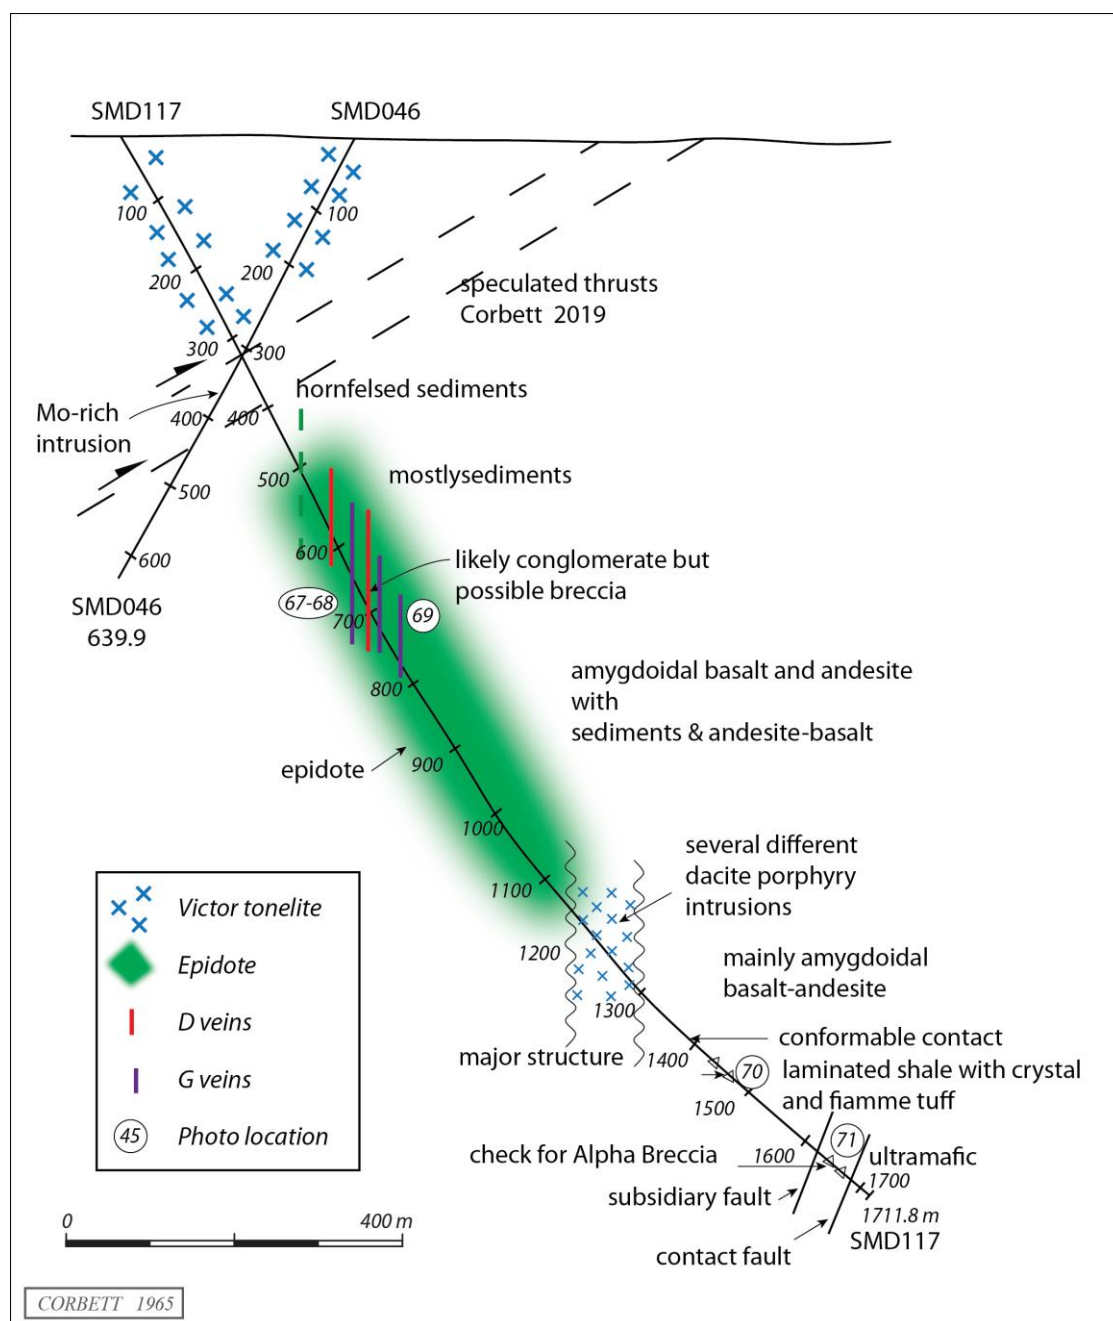 SMD117
SMD046
100
100
200
200
speculated thrusts
Corbett 2019
300
300
hornfelsed sediments
Mo-rich
intrusion
400
400
500
mostlysediments
500
600
600
likely conglomerate but
possible breccia
SMD046
639.9
67-68
700
69
amygdoidal basalt and andesite
with
sediments & andesite-basalt
800
900
epidote
1000
several different
dacite porphyry
intrusions
1100
1200
mainly amygdoidal
basalt-andesite
1300
major structure
conformable contact
1400
70
laminated shale with crystal
and fiamme tuff
1500
71
check for Alpha Breccia
1600
ultramafic
1700
subsidiary fault
1711.8 m
SMD117
contact fault
Victor tonelite
Epidote
D veins
G veins
45
Photo location
0
400 m
CORBETT 1965